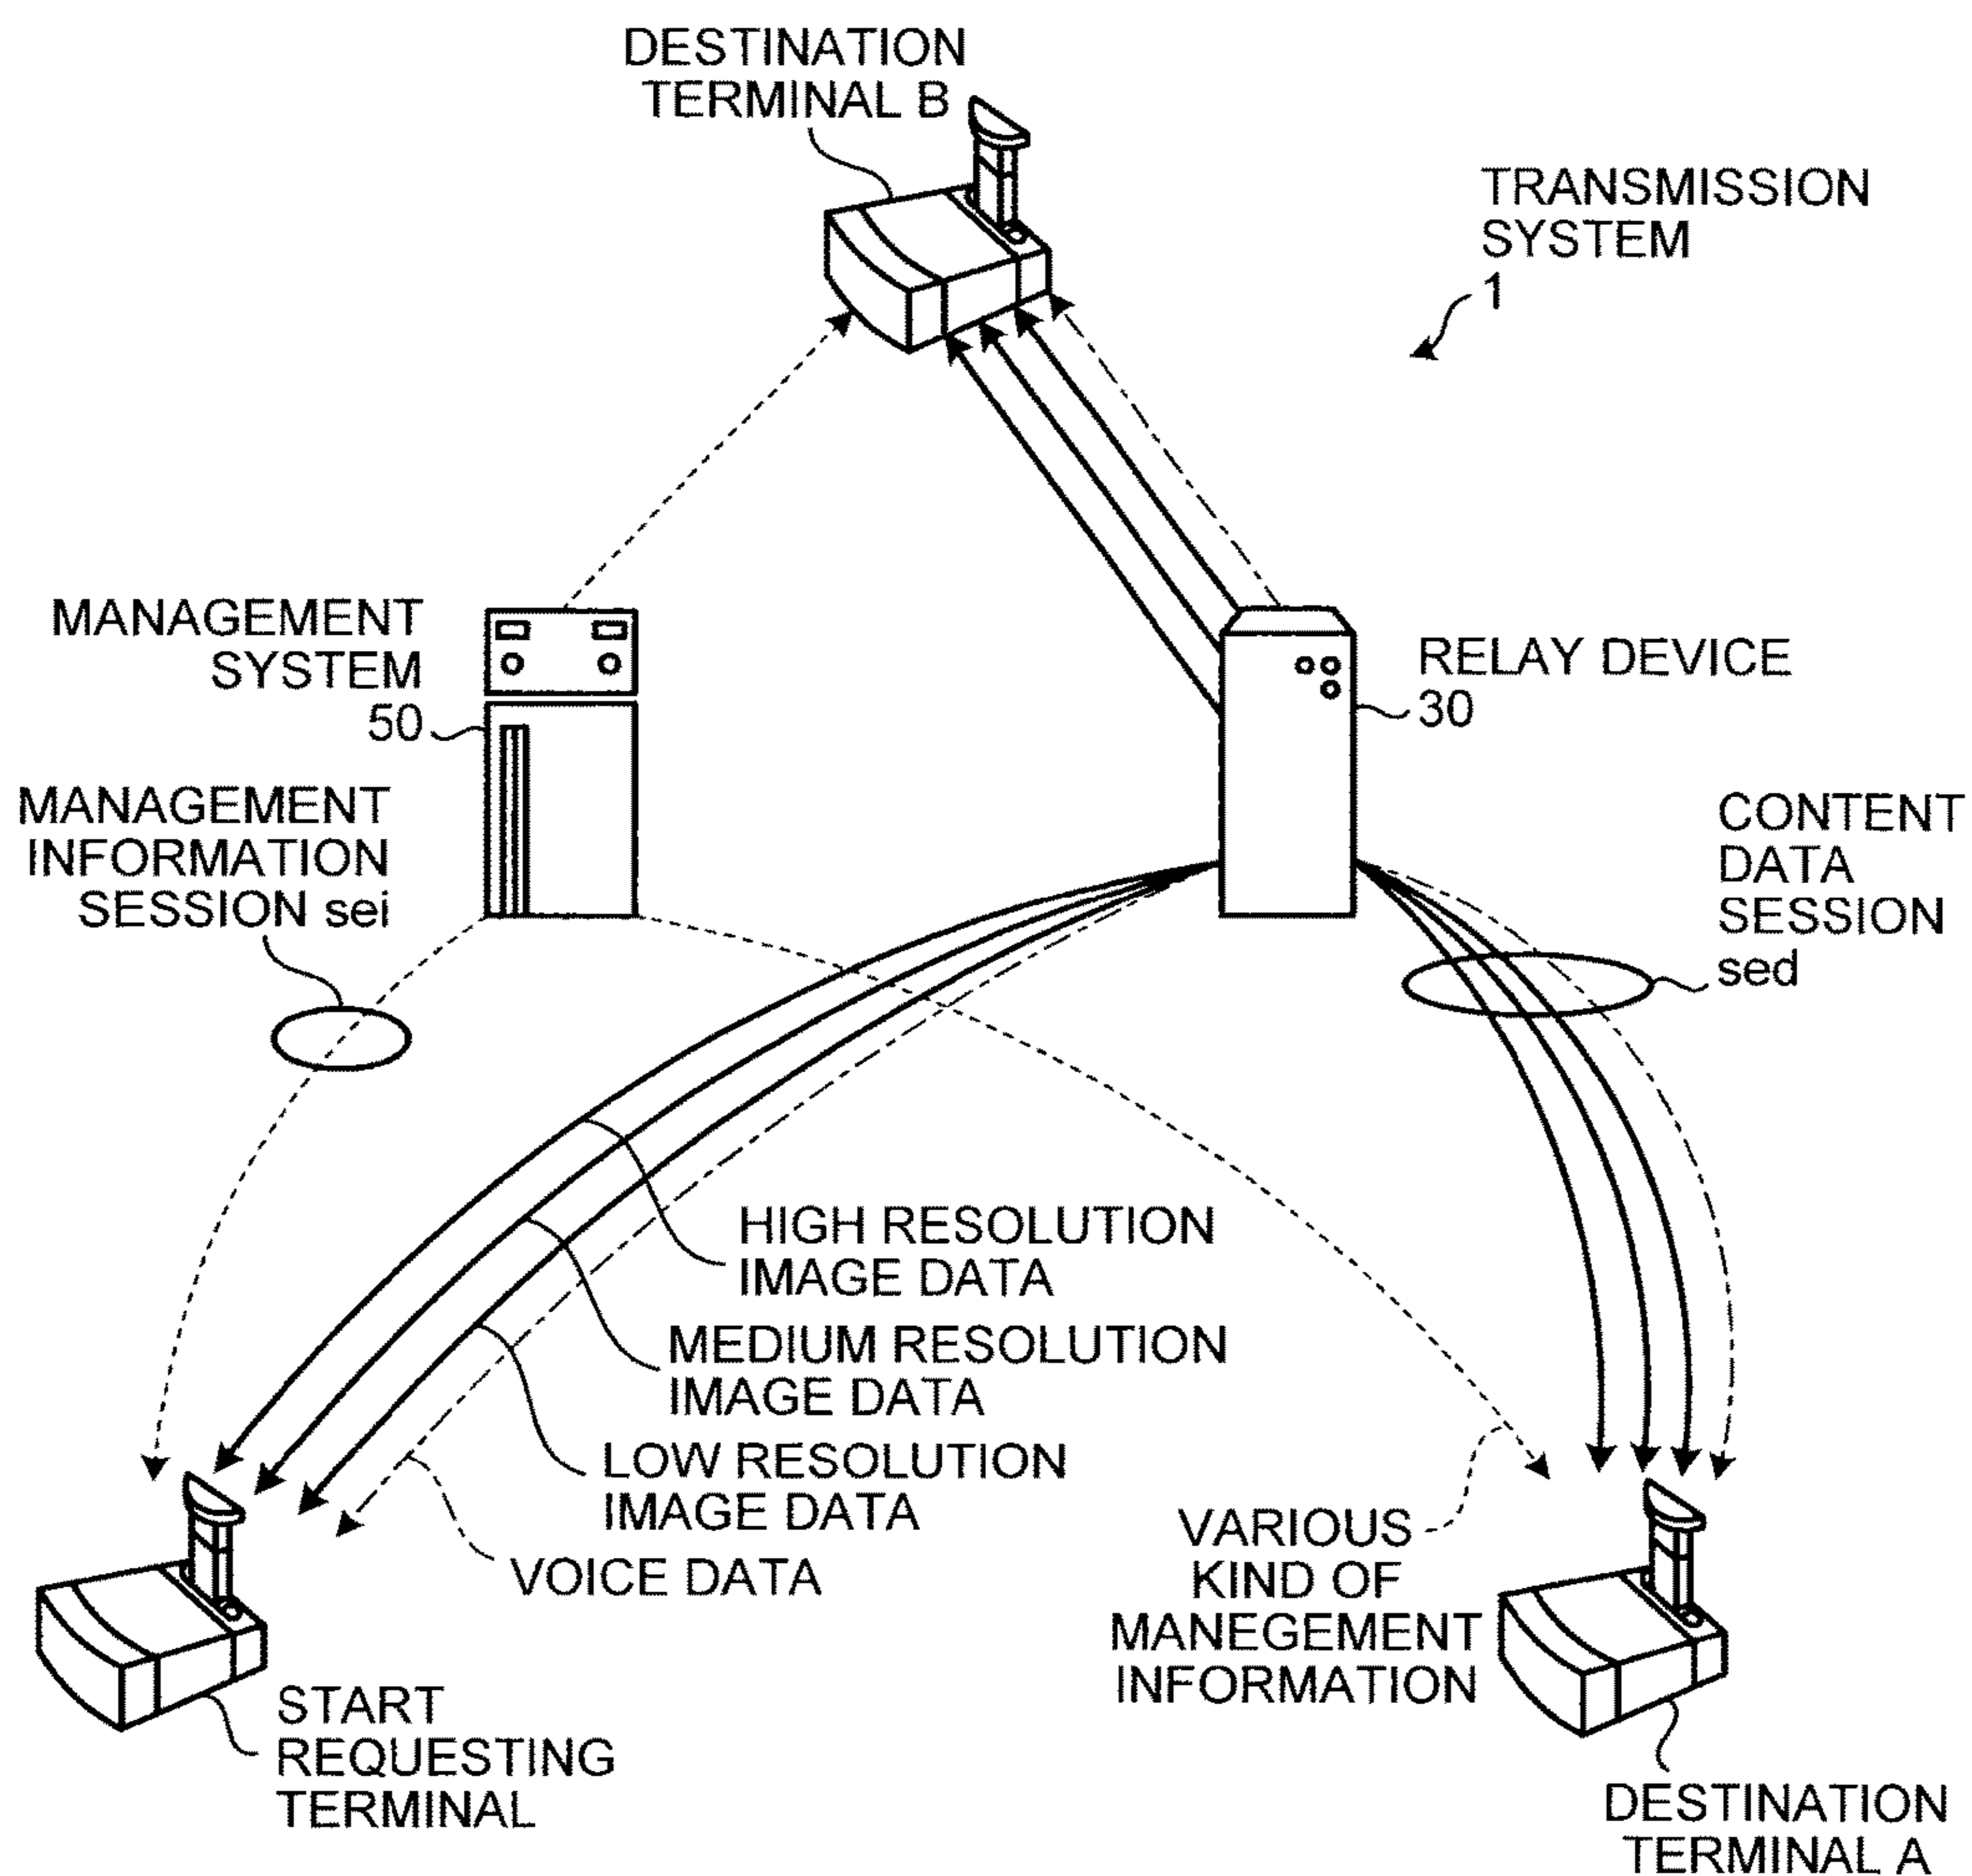 DESTINATION
TERMINAL B
TRANSMISSION
SYSTEM
1
MANAGEMENT
SYSTEM
50
RELAY DEVICE
30
MANAGEMENT
INFORMATION
SESSION sei
CONTENT
DATA
SESSION
sed
HIGH RESOLUTION
IMAGE DATA
MEDIUM RESOLUTION
IMAGE DATA
LOW RESOLUTION
IMAGE DATA
VOICE DATA
VARIOUS
KIND OF
MANEGEMENT
INFORMATION
START
REQUESTING
TERMINAL
DESTINATION
TERMINAL A